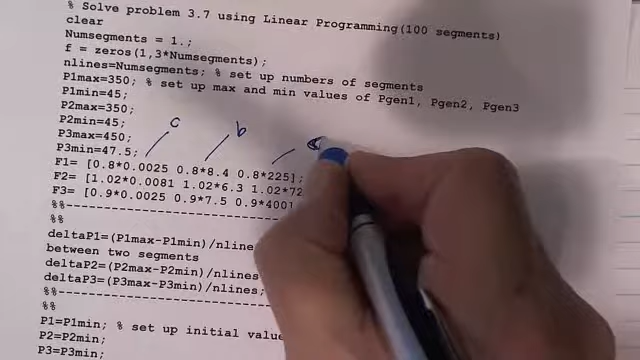 % Solve problem 3.7 using Linear Programming(100 segments)
clear
Numsegments = 1.;
f = zeros(1,3*Numsegments);
nlines=Numsegments; % set up numbers of segments
P1max=350; % set up max and min values of Pgen1, Pgen2, Pgen3
P1min=45;
P2max=350;
P2min=45;
P3max=450;
P3min=47.5;
c b
F1= [0.8*0.0025 0.8*8.4 0.8*225];
F2= [1.02*0.0081 1.02*6.3 1.02*72
F3= [0.9*0.0025 0.9*7.5 0.9*400]
%%
%%
deltaP1=(P1max-P1min)/nlines
between two segments
deltaP2=(P2max-P2min)/nlines
deltaP3=(P3max-P3min)/nlines;
%%
%%
P1=P1min; % set up initial value
P2=P2min;
P3=P3min;